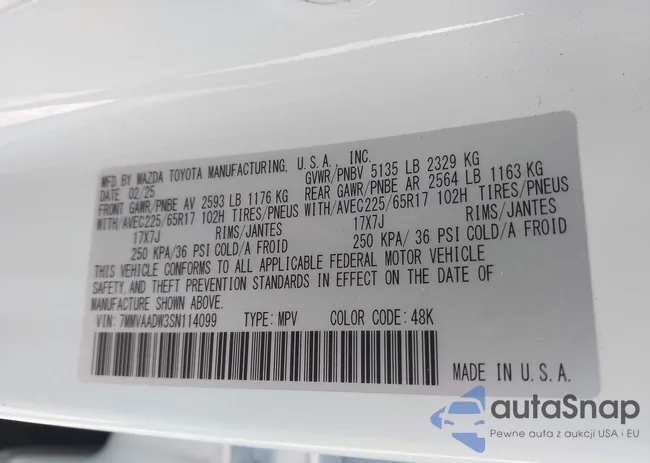 MFD.BY MAZDA TOYOTA MANUFACTURING, U.S.A., INC.
DATE 02/25 GVWR/PNBV 5135 LB 2329 KG
FRONT GAWR/PNBE AV 2593 LB 1176 KG REAR GAWR/PNBE AR 2564 LB 1163 KG
WITH/AVEC225/65R17 102H TIRES/PNEUS WITH/AVEC225/65R17 102H TIRES/PNEUS
17X7J RIMS/JANTES 17X7J RIMS/JANTES
250 KPA/36 PSI COLD/A FROID 250 KPA/ 36 PSI COLD/A FROID
THIS VEHICLE CONFORMS TO ALL APPLICABLE FEDERAL MOTOR VEHICLE
SAFETY, AND THEFT PREVENTION STANDARDS IN EFFECT ON THE DATE OF
MANUFACTURE SHOWN ABOVE.
VIN: 7MMVAADW3SN114099 TYPE: MPV COLOR CODE: 48K
MADE IN U.S.A.
autaSnap
Pewne auta z aukcji USA i EU